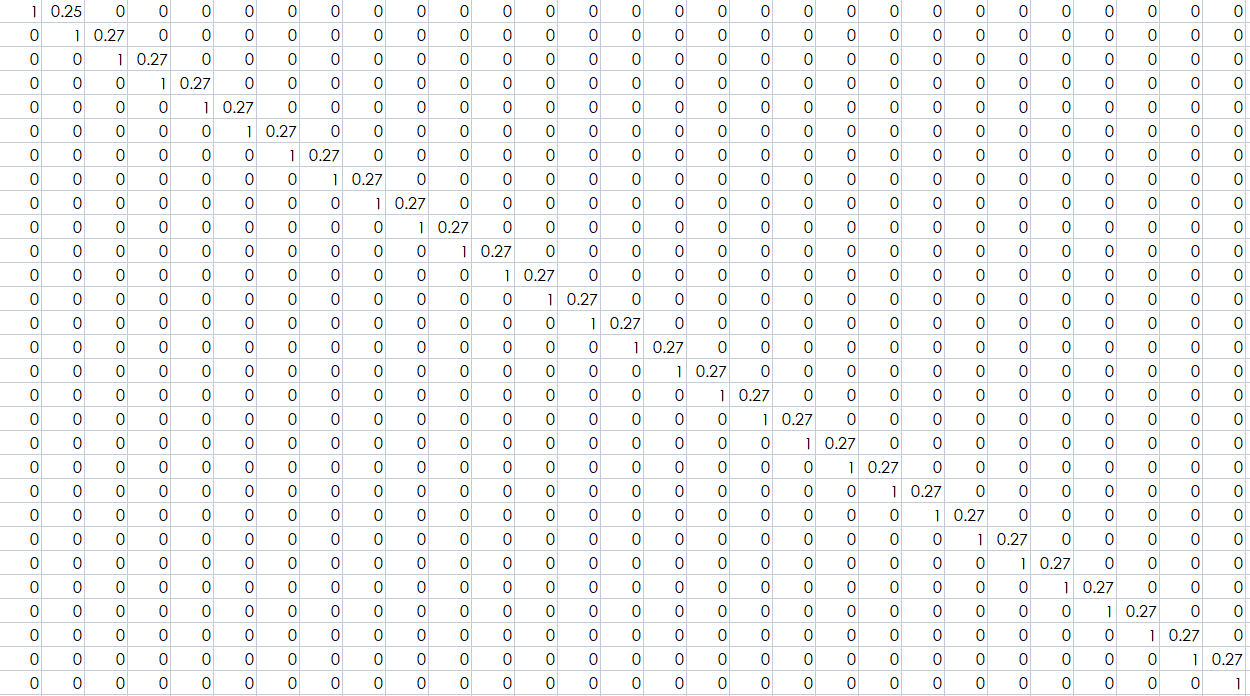 1 0.25 0 0 0 0 0 0 0 0 0 0 0 0 0 0 0 0 0 0 0 0 0 0 0 0 0 0 0
0 1 0.27 0 0 0 0 0 0 0 0 0 0 0 0 0 0 0 0 0 0 0 0 0 0 0 0 0 0
0 0 1 0.27 0 0 0 0 0 0 0 0 0 0 0 0 0 0 0 0 0 0 0 0 0 0 0 0 0
0 0 0 1 0.27 0 0 0 0 0 0 0 0 0 0 0 0 0 0 0 0 0 0 0 0 0 0 0 0
0 0 0 0 1 0.27 0 0 0 0 0 0 0 0 0 0 0 0 0 0 0 0 0 0 0 0 0 0 0
0 0 0 0 0 1 0.27 0 0 0 0 0 0 0 0 0 0 0 0 0 0 0 0 0 0 0 0 0 0
0 0 0 0 0 0 1 0.27 0 0 0 0 0 0 0 0 0 0 0 0 0 0 0 0 0 0 0 0 0
0 0 0 0 0 0 0 1 0.27 0 0 0 0 0 0 0 0 0 0 0 0 0 0 0 0 0 0 0 0
0 0 0 0 0 0 0 0 1 0.27 0 0 0 0 0 0 0 0 0 0 0 0 0 0 0 0 0 0 0
0 0 0 0 0 0 0 0 0 1 0.27 0 0 0 0 0 0 0 0 0 0 0 0 0 0 0 0 0 0
0 0 0 0 0 0 0 0 0 0 1 0.27 0 0 0 0 0 0 0 0 0 0 0 0 0 0 0 0 0
0 0 0 0 0 0 0 0 0 0 0 1 0.27 0 0 0 0 0 0 0 0 0 0 0 0 0 0 0 0
0 0 0 0 0 0 0 0 0 0 0 0 1 0.27 0 0 0 0 0 0 0 0 0 0 0 0 0 0 0
0 0 0 0 0 0 0 0 0 0 0 0 0 1 0.27 0 0 0 0 0 0 0 0 0 0 0 0 0 0
0 0 0 0 0 0 0 0 0 0 0 0 0 0 1 0.27 0 0 0 0 0 0 0 0 0 0 0 0 0
0 0 0 0 0 0 0 0 0 0 0 0 0 0 0 1 0.27 0 0 0 0 0 0 0 0 0 0 0 0
0 0 0 0 0 0 0 0 0 0 0 0 0 0 0 0 1 0.27 0 0 0 0 0 0 0 0 0 0 0
0 0 0 0 0 0 0 0 0 0 0 0 0 0 0 0 0 1 0.27 0 0 0 0 0 0 0 0 0 0
0 0 0 0 0 0 0 0 0 0 0 0 0 0 0 0 0 0 1 0.27 0 0 0 0 0 0 0 0 0
0 0 0 0 0 0 0 0 0 0 0 0 0 0 0 0 0 0 0 1 0.27 0 0 0 0 0 0 0 0
0 0 0 0 0 0 0 0 0 0 0 0 0 0 0 0 0 0 0 0 1 0.27 0 0 0 0 0 0 0
0 0 0 0 0 0 0 0 0 0 0 0 0 0 0 0 0 0 0 0 0 1 0.27 0 0 0 0 0 0
0 0 0 0 0 0 0 0 0 0 0 0 0 0 0 0 0 0 0 0 0 0 1 0.27 0 0 0 0 0
0 0 0 0 0 0 0 0 0 0 0 0 0 0 0 0 0 0 0 0 0 0 0 1 0.27 0 0 0 0
0 0 0 0 0 0 0 0 0 0 0 0 0 0 0 0 0 0 0 0 0 0 0 0 1 0.27 0 0 0
0 0 0 0 0 0 0 0 0 0 0 0 0 0 0 0 0 0 0 0 0 0 0 0 0 1 0.27 0 0
0 0 0 0 0 0 0 0 0 0 0 0 0 0 0 0 0 0 0 0 0 0 0 0 0 0 1 0.27 0
0 0 0 0 0 0 0 0 0 0 0 0 0 0 0 0 0 0 0 0 0 0 0 0 0 0 0 1 0.27
0 0 0 0 0 0 0 0 0 0 0 0 0 0 0 0 0 0 0 0 0 0 0 0 0 0 0 0 1